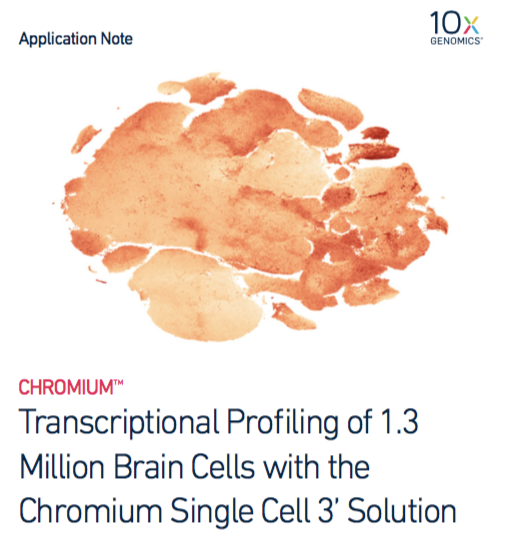 Application Note
10x
GENOMICS®
CHROMIUM™
Transcriptional Profiling of 1.3
Million Brain Cells with the
Chromium Single Cell 3’ Solution